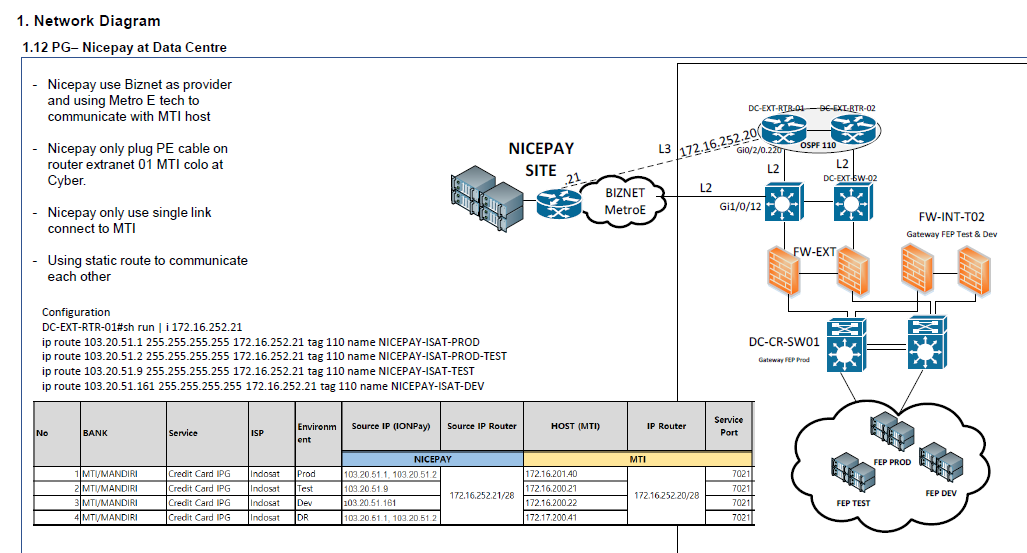 1. Network Diagram
1.12 PG– Nicepay at Data Centre
- Nicepay use Biznet as provider
and using Metro E tech to
communicate with MTI host
- Nicepay only plug PE cable on
router extranet 01 MTI colo at
Cyber.
- Nicepay only use single link
connect to MTI
- Using static route to communicate
each other
NICEPAY
SITE
.21
BIZNET
MetroE
L3
172.16.252.20
DC-EXT-RTR-01
DC-EXT-RTR-02
Gi0/2/0.220
OSPF 110
L2
L2
DC-EXT-SW-02
L2
Gi1/0/12
FW-EXT
FW-INT-T02
Gateway FEP Test & Dev
DC-CR-SW01
Gateway FEP Prod
FEP PROD
FEP TEST
FEP DEV
Configuration
DC-EXT-RTR-01#sh run | i 172.16.252.21
ip route 103.20.51.1 255.255.255.255 172.16.252.21 tag 110 name NICEPAY-ISAT-PROD
ip route 103.20.51.2 255.255.255.255 172.16.252.21 tag 110 name NICEPAY-ISAT-PROD-TEST
ip route 103.20.51.9 255.255.255.255 172.16.252.21 tag 110 name NICEPAY-ISAT-TEST
ip route 103.20.51.161 255.255.255.255 172.16.252.21 tag 110 name NICEPAY-ISAT-DEV
No BANK Service ISP Environm ent Source IP (IONPay) Source IP Router HOST (MTI) IP Router Service Port
NICEPAY MTI
1 MTI/MANDIRI Credit Card IPG Indosat Prod 103.20.51.1, 103.20.51.2 172.16.201.40 7021
2 MTI/MANDIRI Credit Card IPG Indosat Test 103.20.51.9 172.16.200.21 7021
172.16.252.21/28 172.16.252.20/28
3 MTI/MANDIRI Credit Card IPG Indosat Dev 103.20.51.161 172.16.200.22 7021
4 MTI/MANDIRI Credit Card IPG Indosat DR 103.20.51.1, 103.20.51.2 172.17.200.41 7021